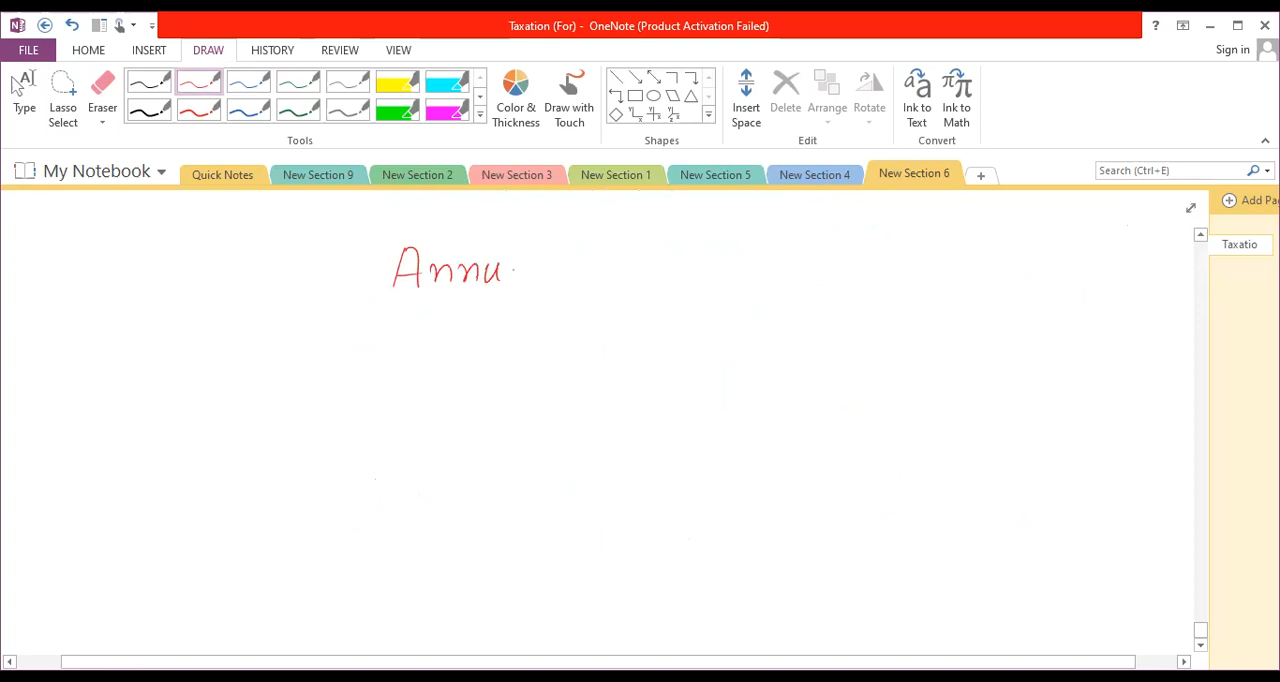 Taxation (For) - OneNote (Product Activation Failed)
?
FILE HOME INSERT DRAW HISTORY REVIEW VIEW Sign in
Type Lasso Select Eraser Color & Thickness Draw with Touch Insert Space Delete Arrange Rotate Ink to Text Ink to Math
Tools Shapes Edit Convert
My Notebook Quick Notes New Section 9 New Section 2 New Section 3 New Section 1 New Section 5 New Section 4 New Section 6 Search (Ctrl+E)
Add Pa
Taxatio
Annu